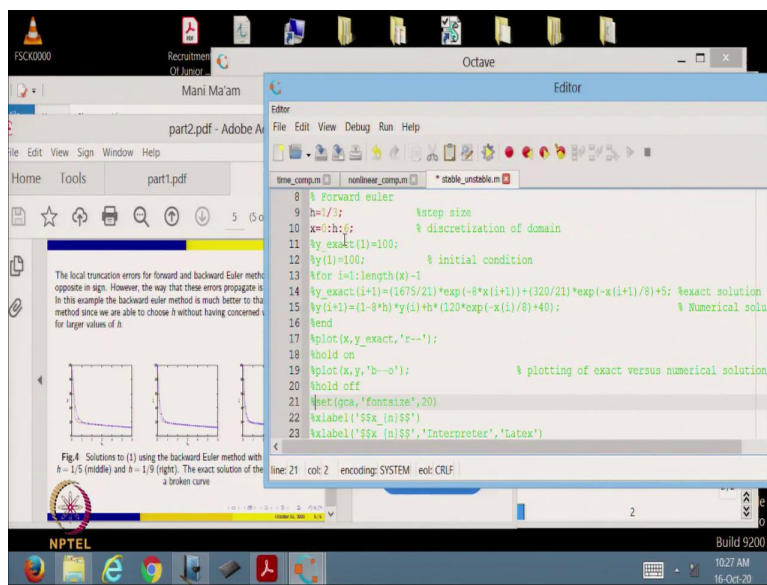 FSCK0000
Recruitmen
Of Junior
Octave
Mani Ma'am
Editor
Editor
File Edit View Debug Run Help
part2.pdf - Adobe A
Edit View Sign Window Help
Home Tools part1.pdf
5
time_comp.m nonlinear_comp.m * stable_unstable.m
8 % Forward euler
9 h=1/3; %step size
10 x=0:h:6; % discretization of domain
11 %y_exact(1)=100;
12 %y(1)=100; % initial condition
13 %for i=1:length(x)-1
14 %y_exact(i+1)=(1675/21)*exp(-8*x(i+1))+(320/21)*exp(-x(i+1)/8)+5; %exact solution
15 %y(i+1)=(1-8*h)*y(i)+h*(120*exp(-x(i)/8)+40); % Numerical solu
16 %end
17 %plot(x,y_exact,'r--');
18 %hold on
19 %plot(x,y,'b--o'); % plotting of exact versus numerical solution
20 %hold off
21 %set(gca,'fontsize',20)
22 %xlabel('$$x_{n}$$')
23 %xlabel('$$x_{n}$$','Interpreter','Latex')
line: 21 col: 2 encoding: SYSTEM eol: CRLF
The local truncation errors for forward and backward Euler metho
opposite in sign. However, the way that these errors propagate is
In this example the backward euler method is much better to tha
method since we are able to choose h without having concerned
for larger values of h.
Fig.4 Solutions to (1) using the backward Euler method with
h = 1/5 (middle) and h = 1/9 (right). The exact solution of the
a broken curve
2
NPTEL
Build 9200
10:27 AM
16-Oct-20